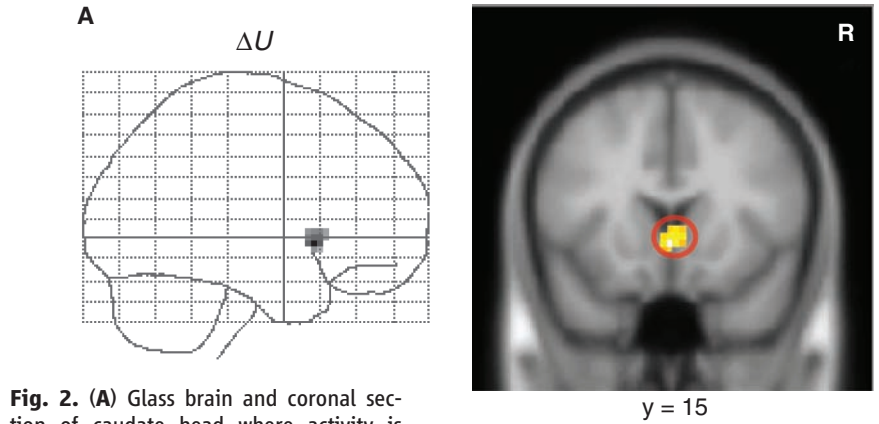 A
ΔU
R
y = 15
Fig. 2. (A) Glass brain and coronal sec-
tion of caudate head where activity is